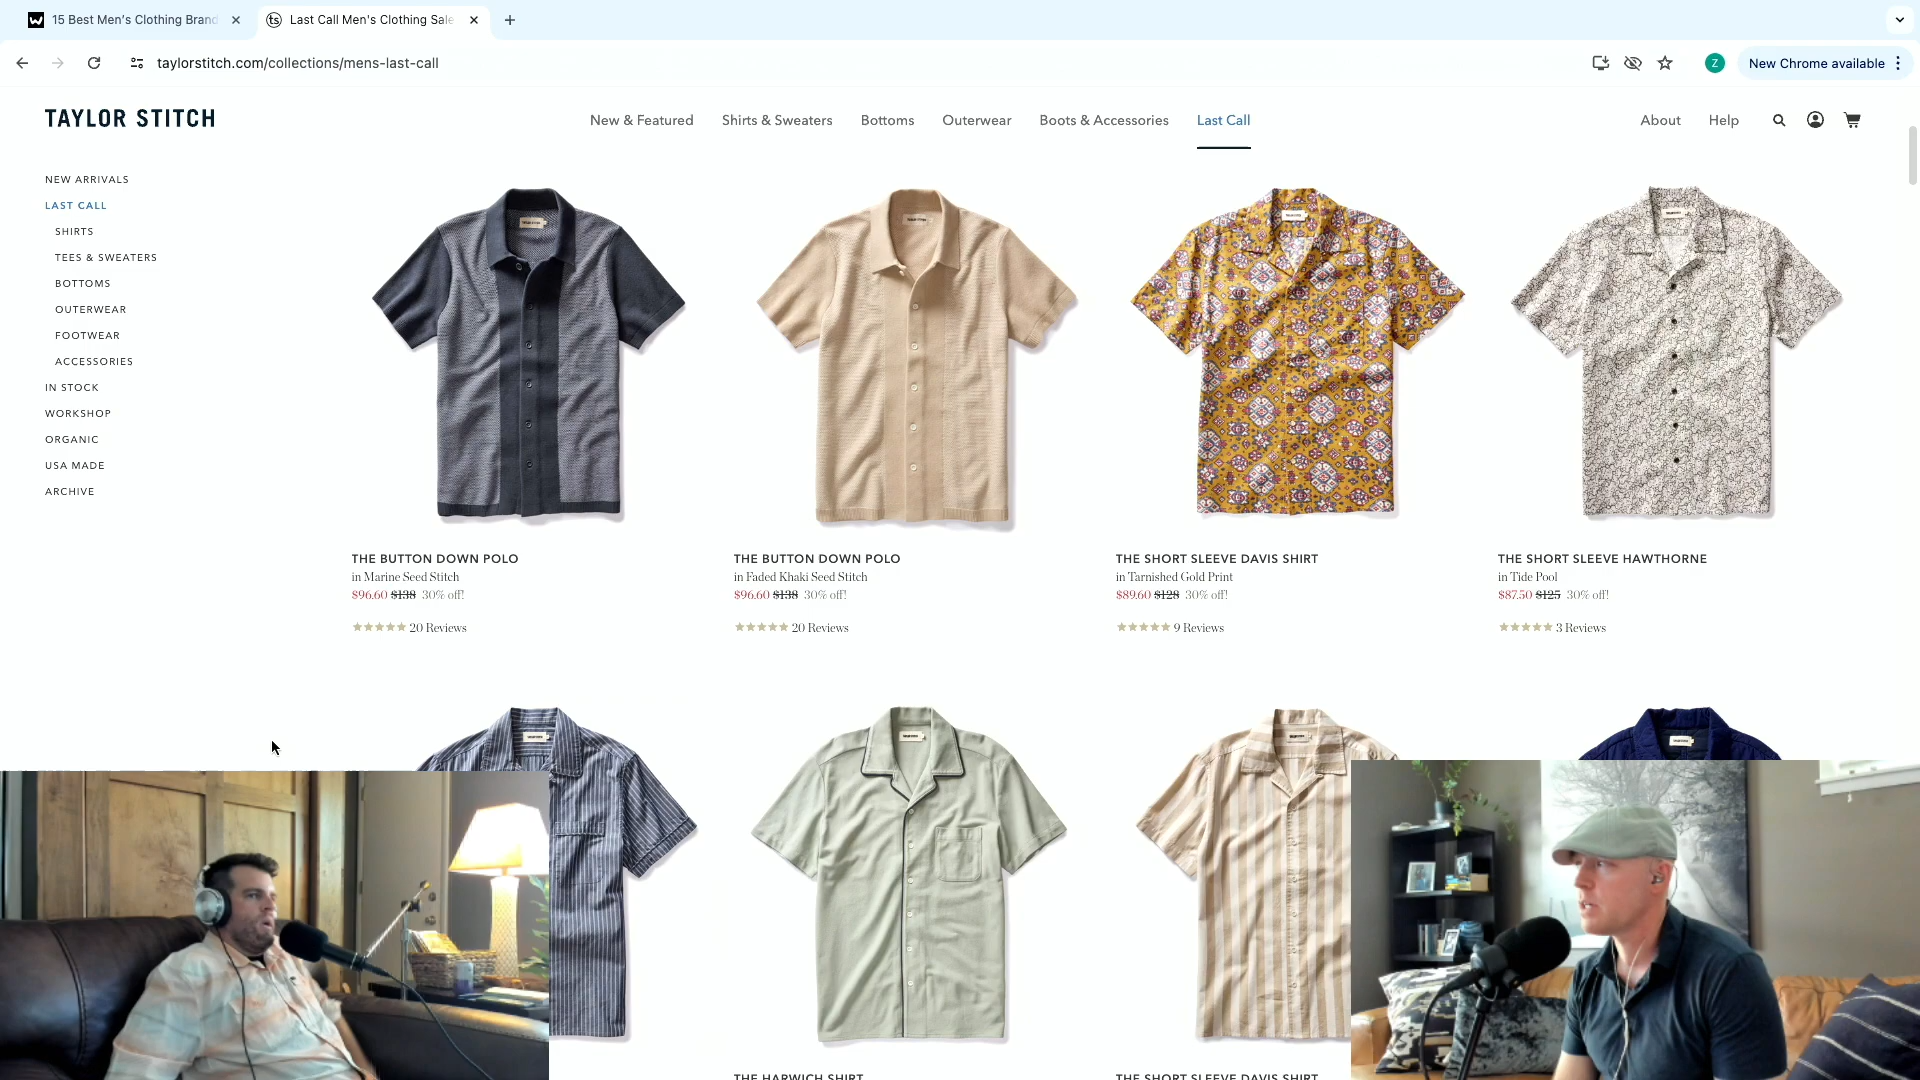 15 Best Men's Clothing Brand
Last Call Men's Clothing Sale
taylorstitch.com/collections/mens-last-call
Z
New Chrome available
TAYLOR STITCH
New & Featured
Shirts & Sweaters
Bottoms
Outerwear
Boots & Accessories
Last Call
About
Help
NEW ARRIVALS
LAST CALL
SHIRTS
TEES & SWEATERS
BOTTOMS
OUTERWEAR
FOOTWEAR
ACCESSORIES
IN STOCK
WORKSHOP
ORGANIC
USA MADE
ARCHIVE
THE BUTTON DOWN POLO
in Marine Seed Stitch
$96.60 $138 30% off!
20 Reviews
THE BUTTON DOWN POLO
in Faded Khaki Seed Stitch
$96.60 $138 30% off!
20 Reviews
THE SHORT SLEEVE DAVIS SHIRT
in Tarnished Gold Print
$89.60 $128 30% off!
9 Reviews
THE SHORT SLEEVE HAWTHORNE
in Tide Pool
$87.50 $125 30% off!
3 Reviews
THE HARWICH SHIRT
THE SHORT SLEEVE DAVIS SHIRT